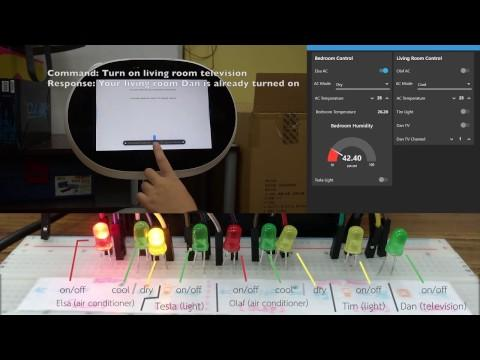 Command: Turn on living room television
Response: Your living room Dan is already turned on
Bedroom Control
Elsa AC
AC Mode Dry
AC Temperature 25
Bedroom Temperature 26.20
Bedroom Humidity
42.40
percent
0 100
Tesla Light
Living Room Control
Olaf AC
AC Mode Cool
AC Temperature 25
Tim Light
Dan TV
Dan TV Channel 1
on/off cool / dry on/off on/off cool dry on/off on/off
Elsa (air conditioner) Tesla (light) Olaf (air conditioner) Tim (light) Dan (television)